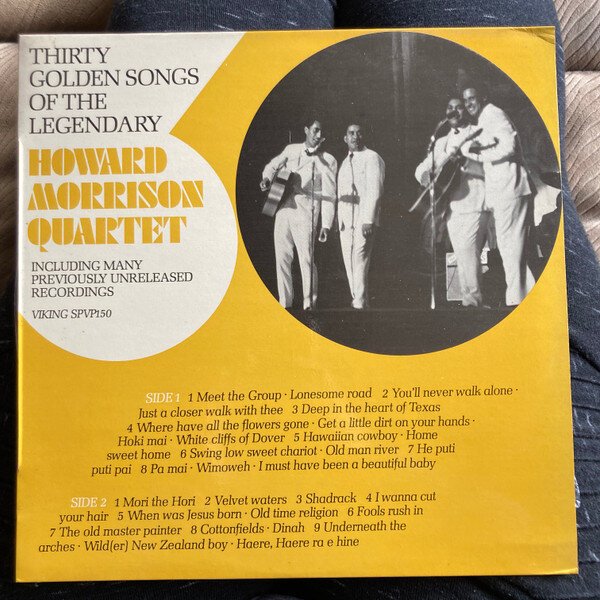 THIRTY
GOLDEN SONGS
OF THE
LEGENDARY
HOWARD
MORRISON
QUARTET
INCLUDING MANY
PREVIOUSLY UNRELEASED
RECORDINGS
VIKING SPVP150
SIDE 1 1 Meet the Group · Lonesome road 2 You'll never walk alone ·
Just a closer walk with thee 3 Deep in the heart of Texas
4 Where have all the flowers gone · Get a little dirt on your hands ·
Hoki mai · White cliffs of Dover 5 Hawaiian cowboy · Home
sweet home 6 Swing low sweet chariot · Old man river 7 He puti
puti pai 8 Pa mai · Wimoweh · I must have been a beautiful baby
SIDE 2 1 Mori the Hori 2 Velvet waters 3 Shadrack 4 I wanna cut
your hair 5 When was Jesus born · Old time religion 6 Fools rush in
7 The old master painter 8 Cottonfields · Dinah 9 Underneath the
arches · Wild(er) New Zealand boy · Haere, Haere ra e hine